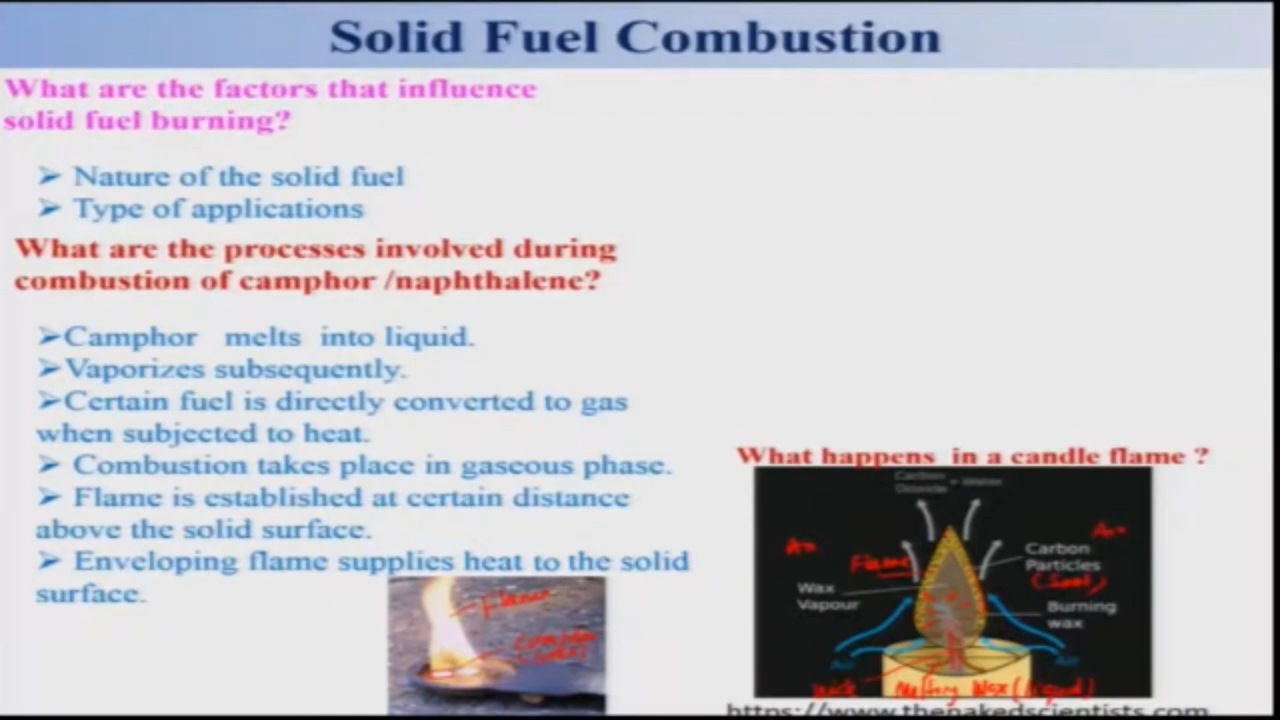 Solid Fuel Combustion
What are the factors that influence
solid fuel burning?
➢ Nature of the solid fuel
➢ Type of applications
What are the processes involved during
combustion of camphor /naphthalene?
➢Camphor melts into liquid.
➢Vaporizes subsequently.
➢Certain fuel is directly converted to gas
when subjected to heat.
➢ Combustion takes place in gaseous phase.
➢ Flame is established at certain distance
above the solid surface.
➢ Enveloping flame supplies heat to the solid
surface.
Flame
What happens in a candle flame ?
Carbon
Dioxide + Water
Flame
Carbon
Particles
(Soot)
Wax
Vapour
Burning
wax
Air
Air
Wick
Melting Wax (Liquid)
https://www.thenakedscientists.com